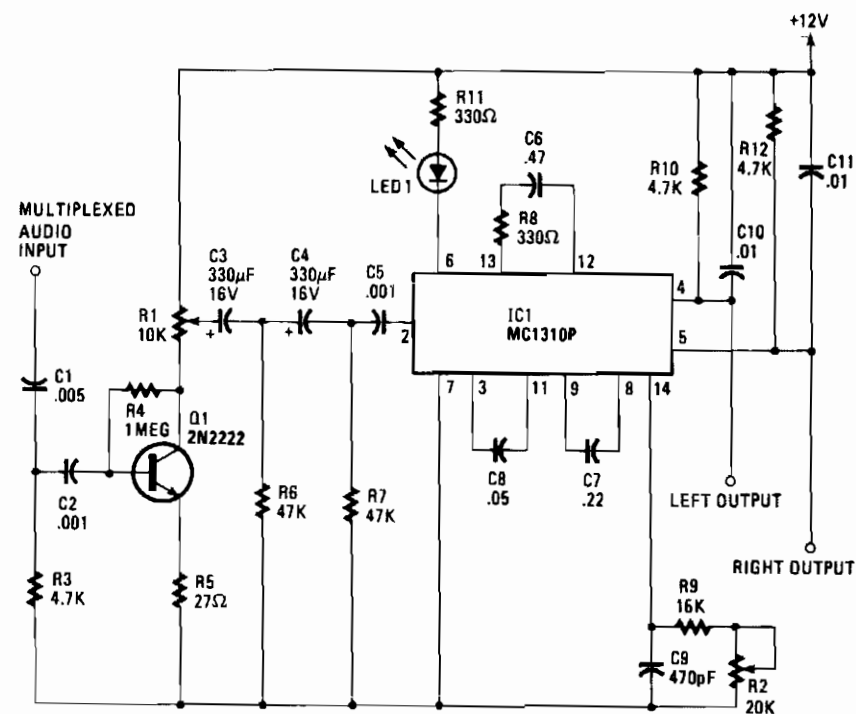 +12V
R11
330Ω
C6
.47
LED1
R8
330Ω
R10
4.7K
R12
4.7K
C11
.01
C10
.01
MULTIPLEXED
AUDIO
INPUT
C3
330µF
16V
C4
330µF
16V
C5
.001
6
13
12
4
R1
10K
+
+
2
IC1
MC1310P
5
C1
.005
R4
1MEG
Q1
2N2222
7
3
11
9
8
14
C2
.001
R6
47K
R7
47K
C8
.05
C7
.22
LEFT OUTPUT
RIGHT OUTPUT
R3
4.7K
R5
27Ω
R9
16K
C9
470pF
R2
20K